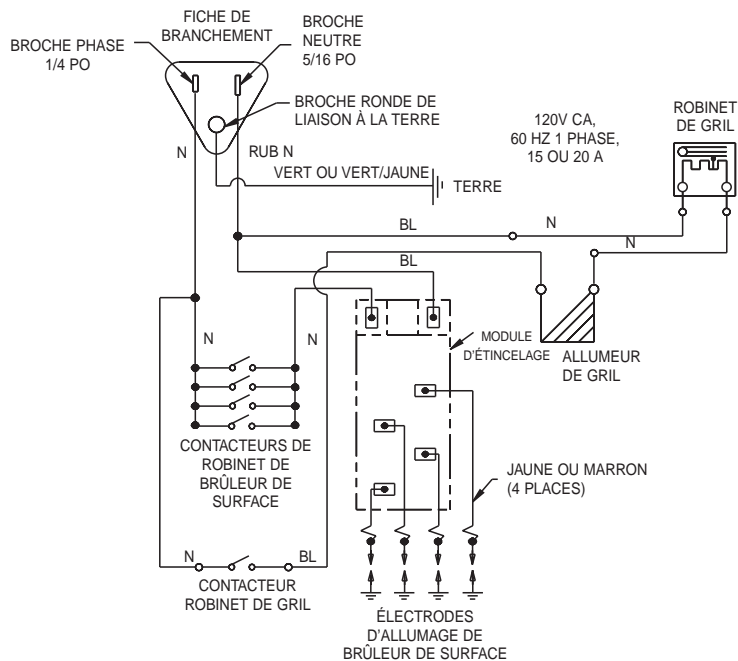 FICHE DE
BRANCHEMENT
BROCHE PHASE
1/4 PO
BROCHE
NEUTRE
5/16 PO
BROCHE RONDE DE
LIAISON À LA TERRE
120V CA,
60 HZ 1 PHASE,
15 OU 20 A
ROBINET
DE GRIL
N
RUB N
VERT OU VERT/JAUNE
TERRE
BL
N
N
BL
N
N
MODULE
D'ÉTINCELAGE
ALLUMEUR
DE GRIL
CONTACTEURS DE
ROBINET DE
BRÛLEUR DE
SURFACE
JAUNE OU MARRON
(4 PLACES)
N
BL
CONTACTEUR
ROBINET DE GRIL
ÉLECTRODES
D'ALLUMAGE DE
BRÛLEUR DE SURFACE